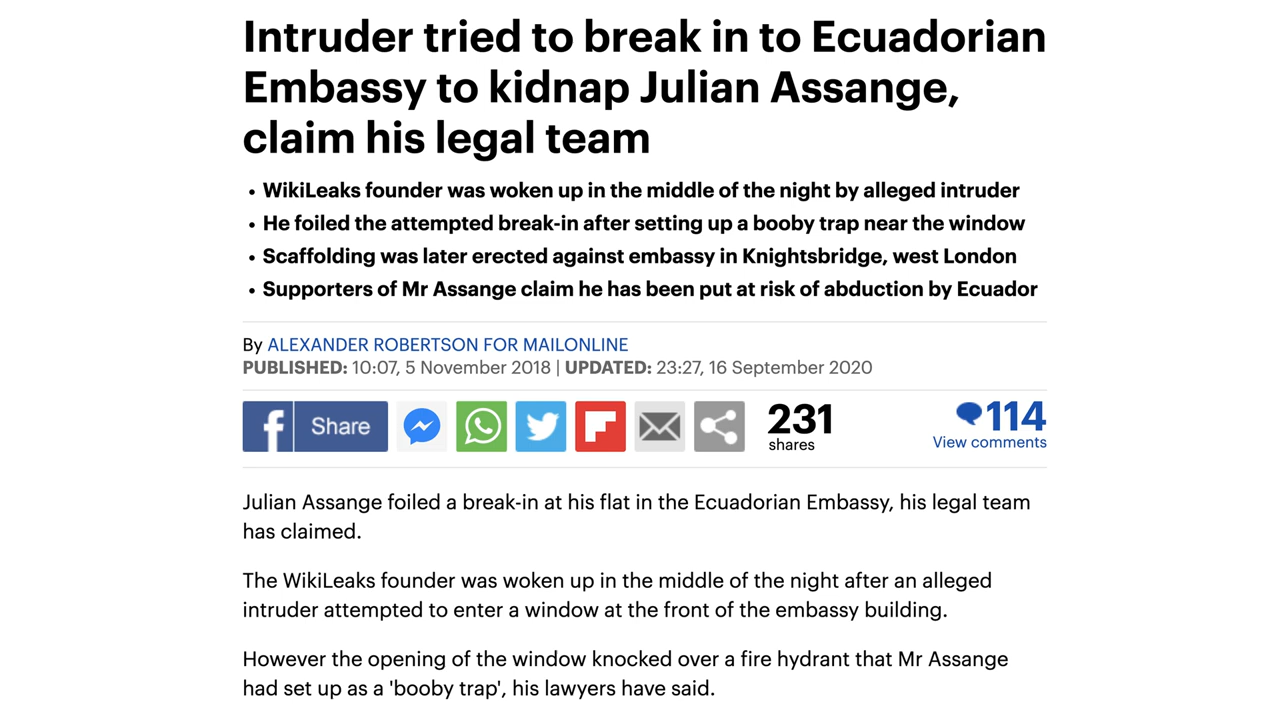 Intruder tried to break in to Ecuadorian
Embassy to kidnap Julian Assange,
claim his legal team
• WikiLeaks founder was woken up in the middle of the night by alleged intruder
• He foiled the attempted break-in after setting up a booby trap near the window
• Scaffolding was later erected against embassy in Knightsbridge, west London
• Supporters of Mr Assange claim he has been put at risk of abduction by Ecuador
By ALEXANDER ROBERTSON FOR MAILONLINE
PUBLISHED: 10:07, 5 November 2018 | UPDATED: 23:27, 16 September 2020
f Share
231
shares
114
View comments
Julian Assange foiled a break-in at his flat in the Ecuadorian Embassy, his legal team
has claimed.
The WikiLeaks founder was woken up in the middle of the night after an alleged
intruder attempted to enter a window at the front of the embassy building.
However the opening of the window knocked over a fire hydrant that Mr Assange
had set up as a 'booby trap', his lawyers have said.